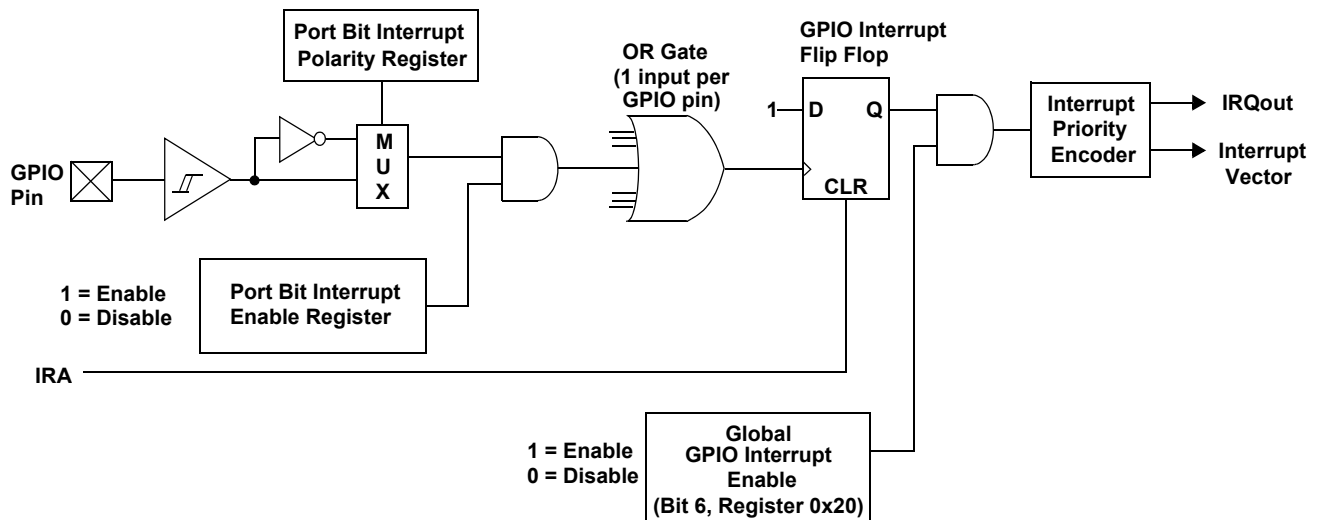 Port Bit Interrupt
Polarity Register
OR Gate
(1 input per
GPIO pin)
GPIO Interrupt
Flip Flop
GPIO
Pin
M
U
X
1
D
Q
CLR
Interrupt
Priority
Encoder
IRQout
Interrupt
Vector
1 = Enable
0 = Disable
Port Bit Interrupt
Enable Register
IRA
1 = Enable
0 = Disable
Global
GPIO Interrupt
Enable
(Bit 6, Register 0x20)